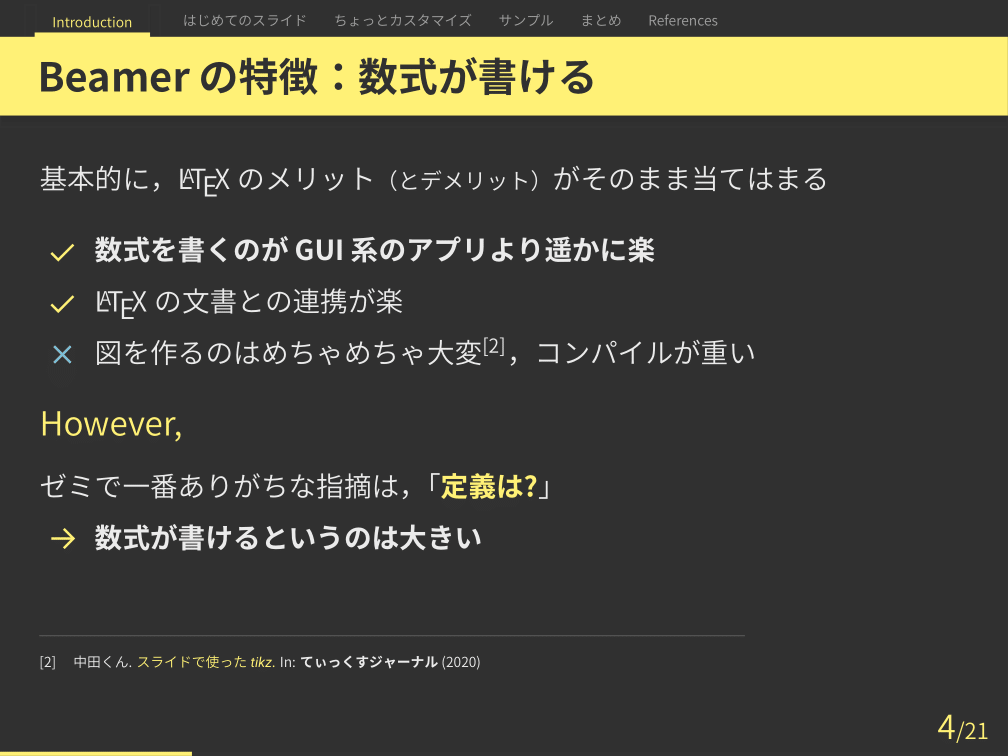 Introduction はじめてのスライド ちょっとカスタマイズ サンプル まとめ References
Beamer の特徴：数式が書ける
基本的に，LATEX のメリット（とデメリット）がそのまま当てはまる
✓ 数式を書くのが GUI 系のアプリより遥かに楽
✓ LATEX の文書との連携が楽
× 図を作るのはめちゃめちゃ大変[2]，コンパイルが重い
However,
ゼミで一番ありがちな指摘は，「定義は?」
→ 数式が書けるというのは大きい
[2] 中田くん. スライドで使った tikz. In: てぃっくすジャーナル (2020)
4/21